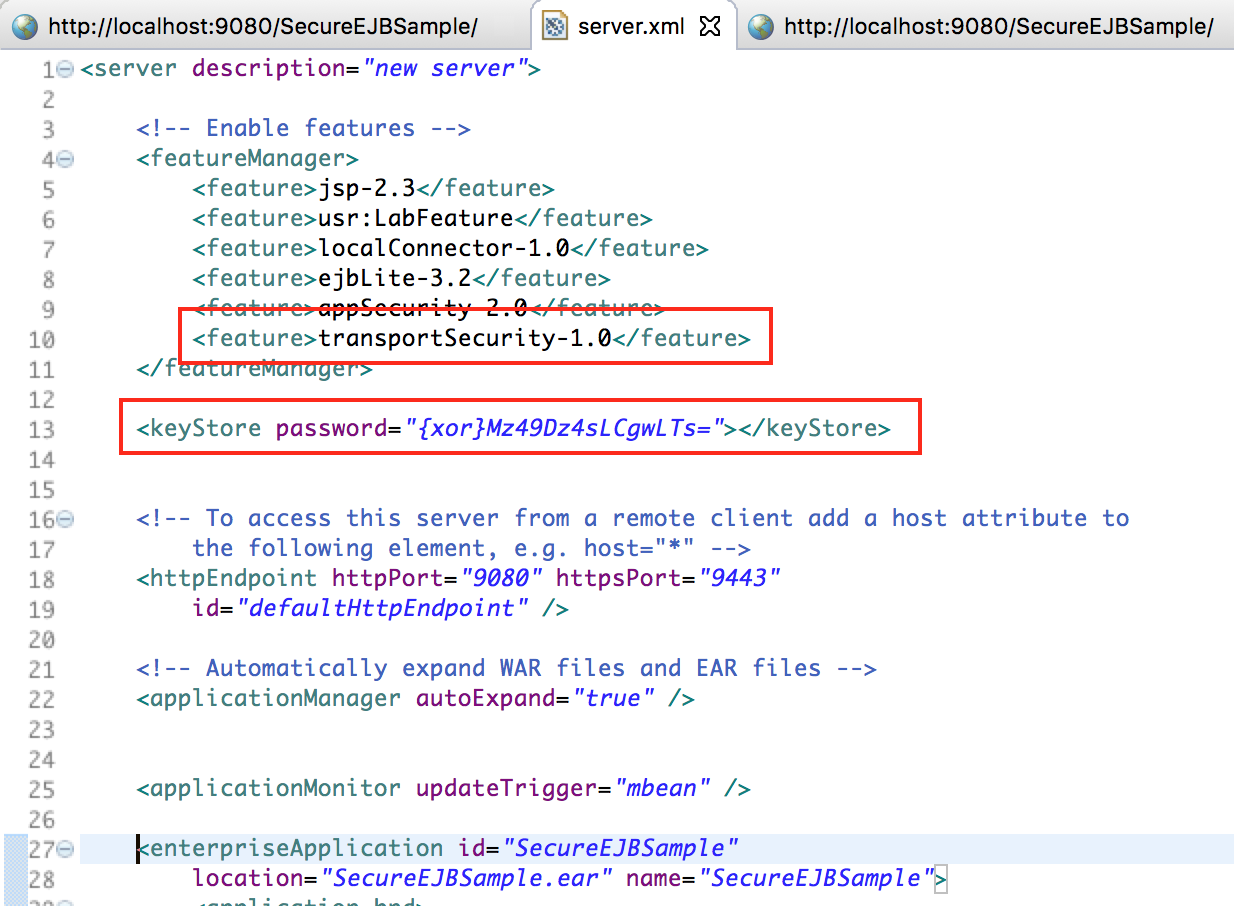 http://localhost:9080/SecureEJBSample/ server.xml http://localhost:9080/SecureEJBSample/
1 <server description="new server">
2
3 <!-- Enable features -->
4 <featureManager>
5 <feature>jsp-2.3</feature>
6 <feature>usr:LabFeature</feature>
7 <feature>localConnector-1.0</feature>
8 <feature>ejbLite-3.2</feature>
9 <feature>appSecurity-2.0</feature>
10 <feature>transportSecurity-1.0</feature>
11 </featureManager>
12
13 <keyStore password="{xor}Mz49Dz4sLCgwLTs="></keyStore>
14
15
16 <!-- To access this server from a remote client add a host attribute to
17 the following element, e.g. host="*" -->
18 <httpEndpoint httpPort="9080" httpsPort="9443"
19 id="defaultHttpEndpoint" />
20
21 <!-- Automatically expand WAR files and EAR files -->
22 <applicationManager autoExpand="true" />
23
24
25 <applicationMonitor updateTrigger="mbean" />
26
27 <enterpriseApplication id="SecureEJBSample"
28 location="SecureEJBSample.ear" name="SecureEJBSample">